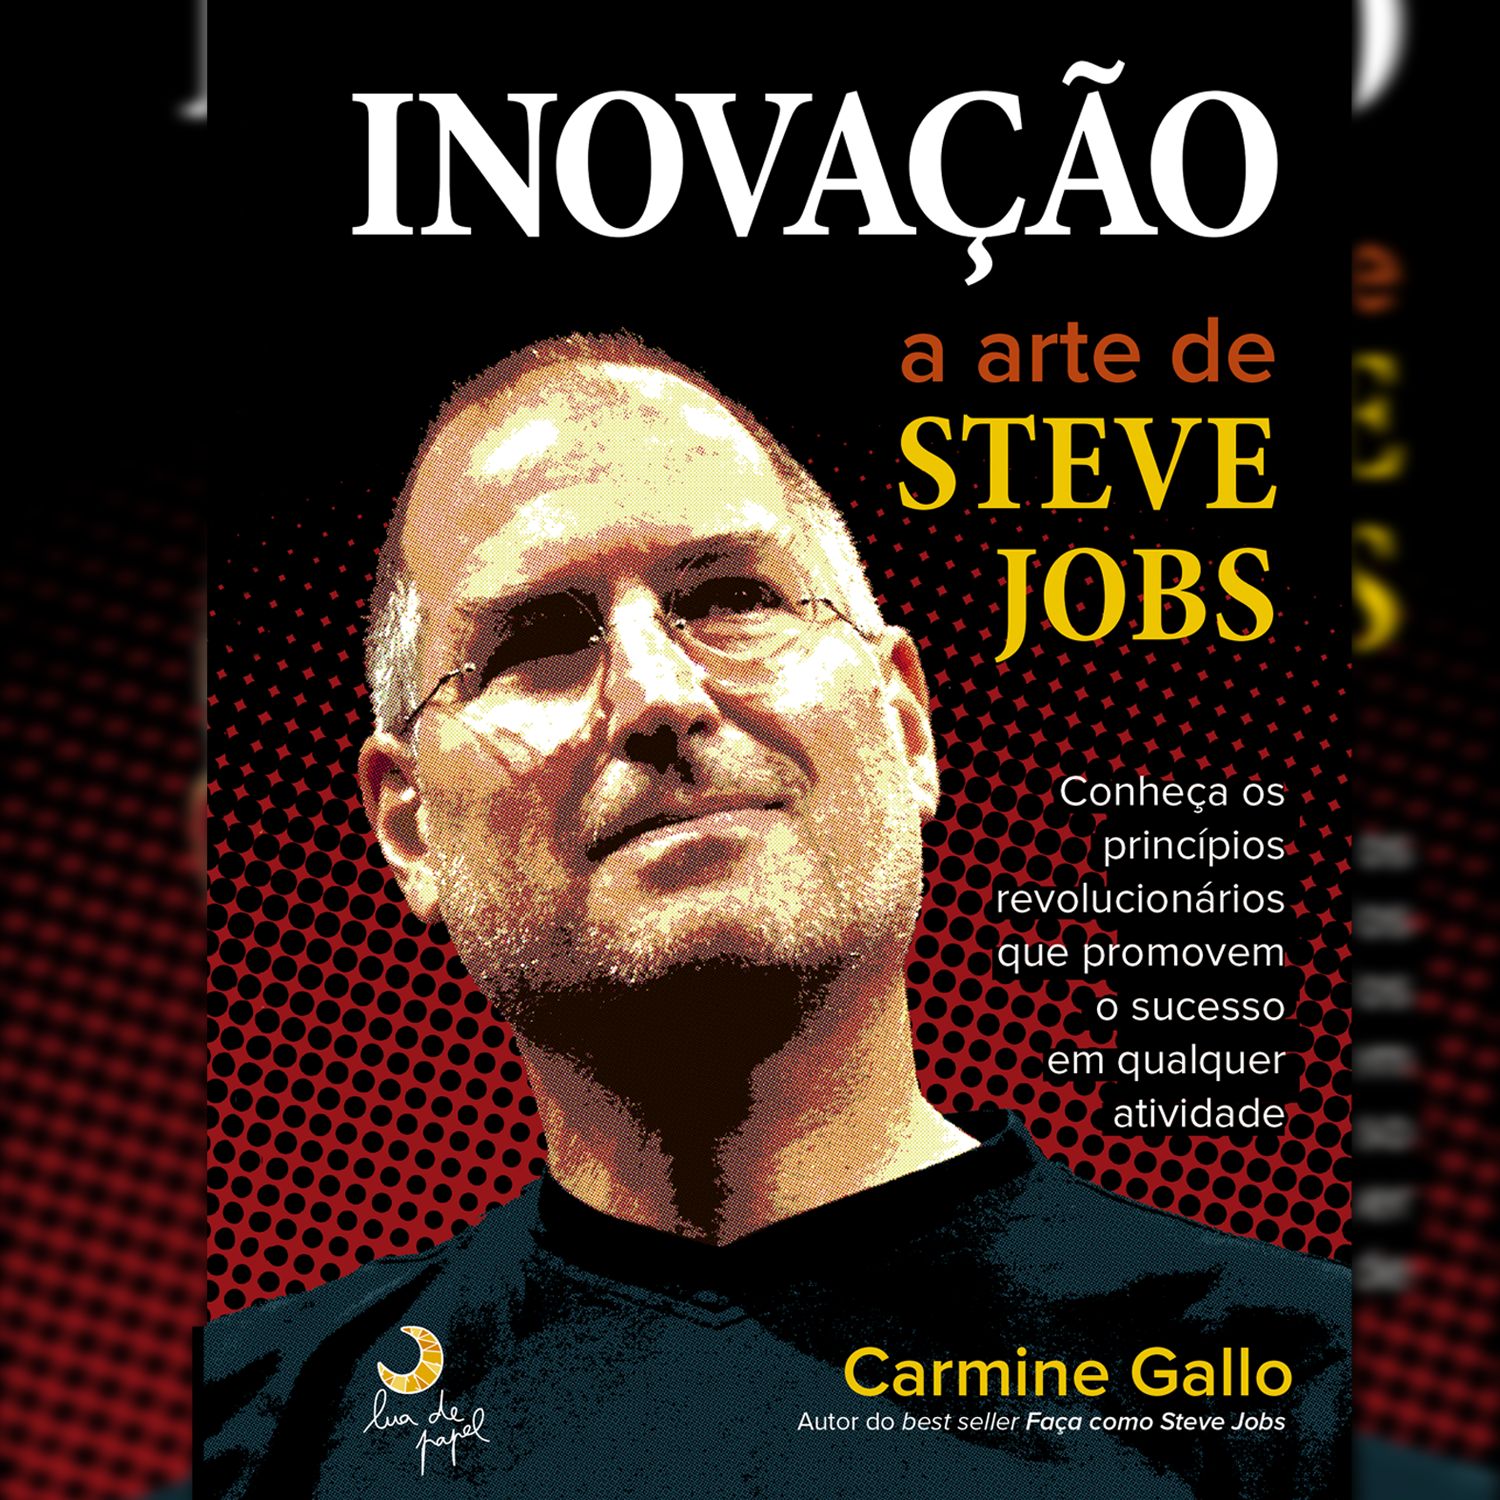 INOVAÇÃO
a arte de
STEVE
JOBS
Conheça os
princípios
revolucionários
que promovem
o sucesso
em qualquer
atividade
Carmine Gallo
Autor do best seller Faça como Steve Jobs
lua de
papel